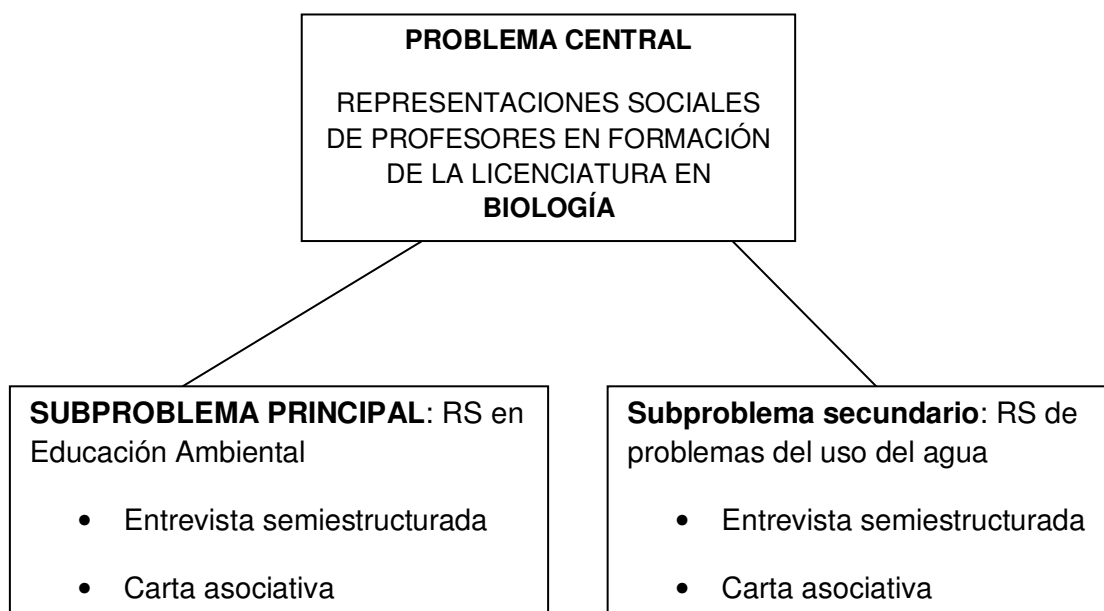 PROBLEMA CENTRAL
REPRESENTACIONES SOCIALES
DE PROFESORES EN FORMACIÓN
DE LA LICENCIATURA EN
BIOLOGÍA
SUBPROBLEMA PRINCIPAL: RS en
Educación Ambiental
• Entrevista semiestructurada
• Carta asociativa
Subproblema secundario: RS de
problemas del uso del agua
• Entrevista semiestructurada
• Carta asociativa